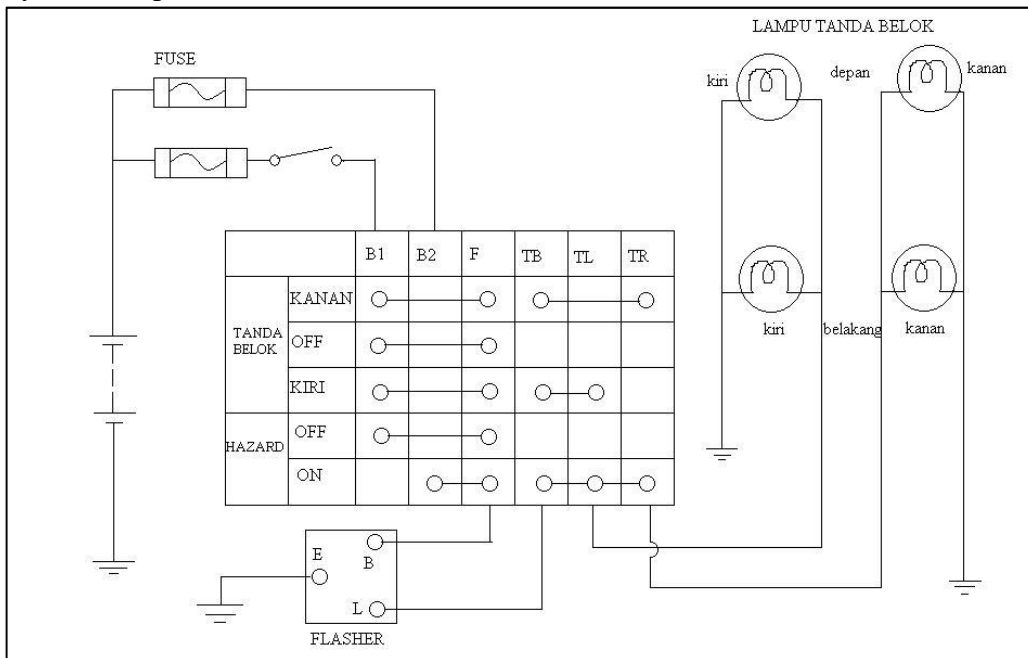 LAMPU TANDA BELOK
FUSE
kiri
depan
kanan
B1 B2 F TB TL TR
KANAN
TANDA
BELOK
OFF
KIRI
HAZARD
OFF
ON
kiri
belakang
kanan
E
B
L
FLASHER